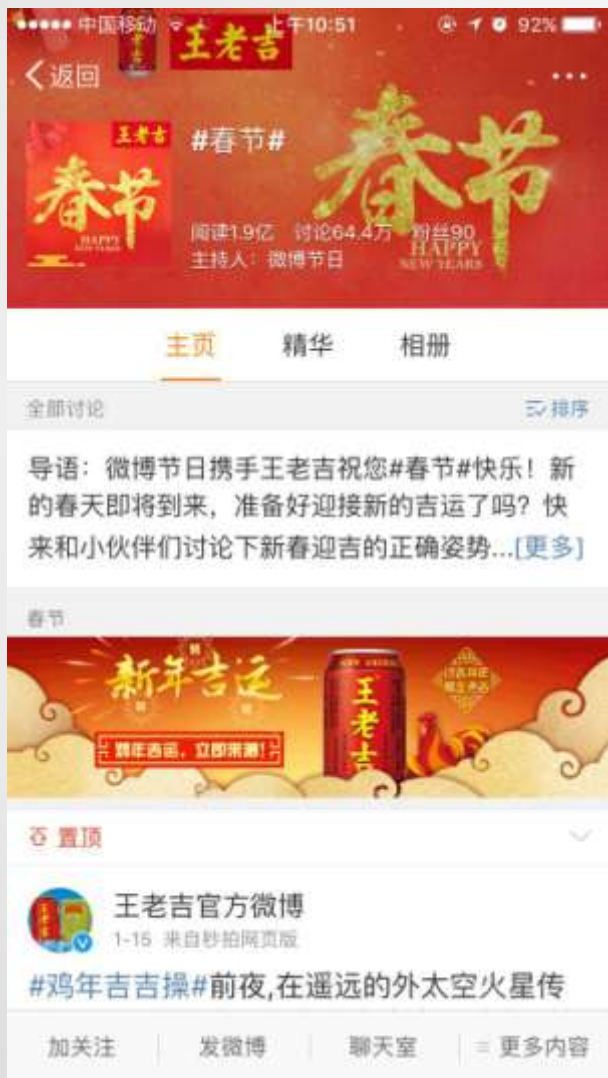 中国移动 上午10:51 92%
王老吉
返回
王老吉
春节
HAPPY
NEW YEARS
#春节#
春节
HAPPY
NEW YEARS
阅读1.9亿 讨论64.4万 粉丝90
主持人:微博节日
主页 精华 相册
全部讨论 排序
导语:微博节日携手王老吉祝您#春节#快乐!新
的春天即将到来,准备好迎接新的吉运了吗?快
来和小伙伴们讨论下新春迎吉的正确姿势...[更多]
春节
新年吉运
鸡年吉运,立即来测!
王老吉
置顶
王老吉官方微博
1-15 来自秒拍网页版
#鸡年吉吉操#前夜,在遥远的外太空火星传
加关注 发微博 聊天室 更多内容